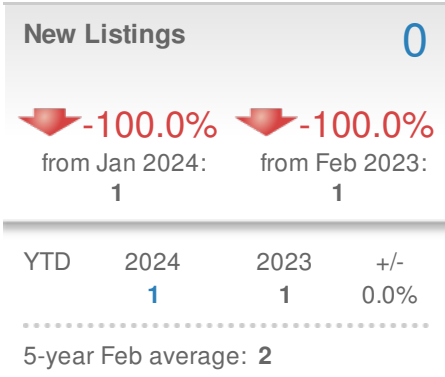 New Listings 0
-100.0% -100.0%
from Jan 2024: from Feb 2023:
1 1
YTD 2024 2023 +/-
1 1 0.0%
5-year Feb average: 2